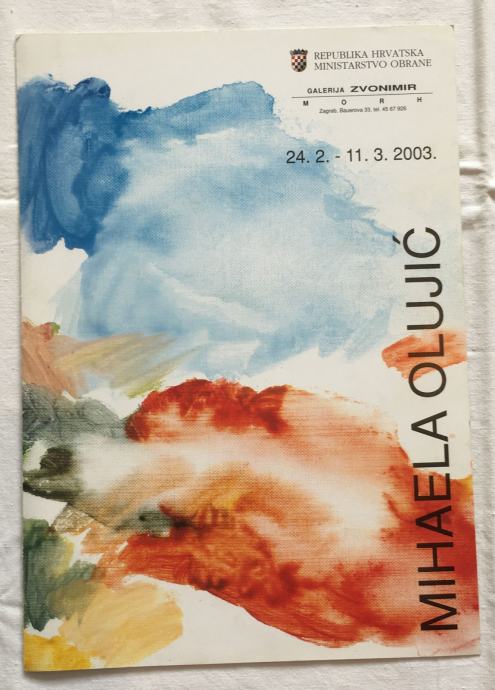 REPUBLIKA HRVATSKA
MINISTARSTVO OBRANE
GALERIJA ZVONIMIR
M O R H
Zagreb, Bauerova 33, tel. 45 67 926
24. 2. - 11. 3. 2003.
MIHAELA OLUJIĆ